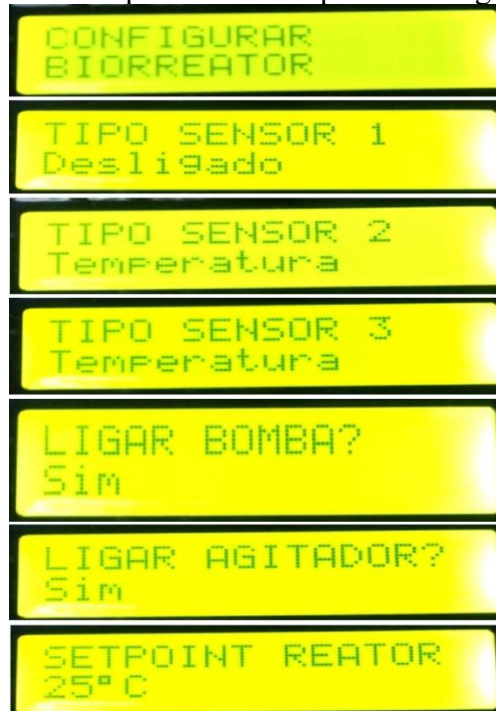 CONFIGURAR
BIORREATOR
TIPO SENSOR 1
Desligado
TIPO SENSOR 2
Temperatura
TIPO SENSOR 3
Temperatura
LIGAR BOMBA?
Sim
LIGAR AGITADOR?
Sim
SETPOINT REATOR
25°C